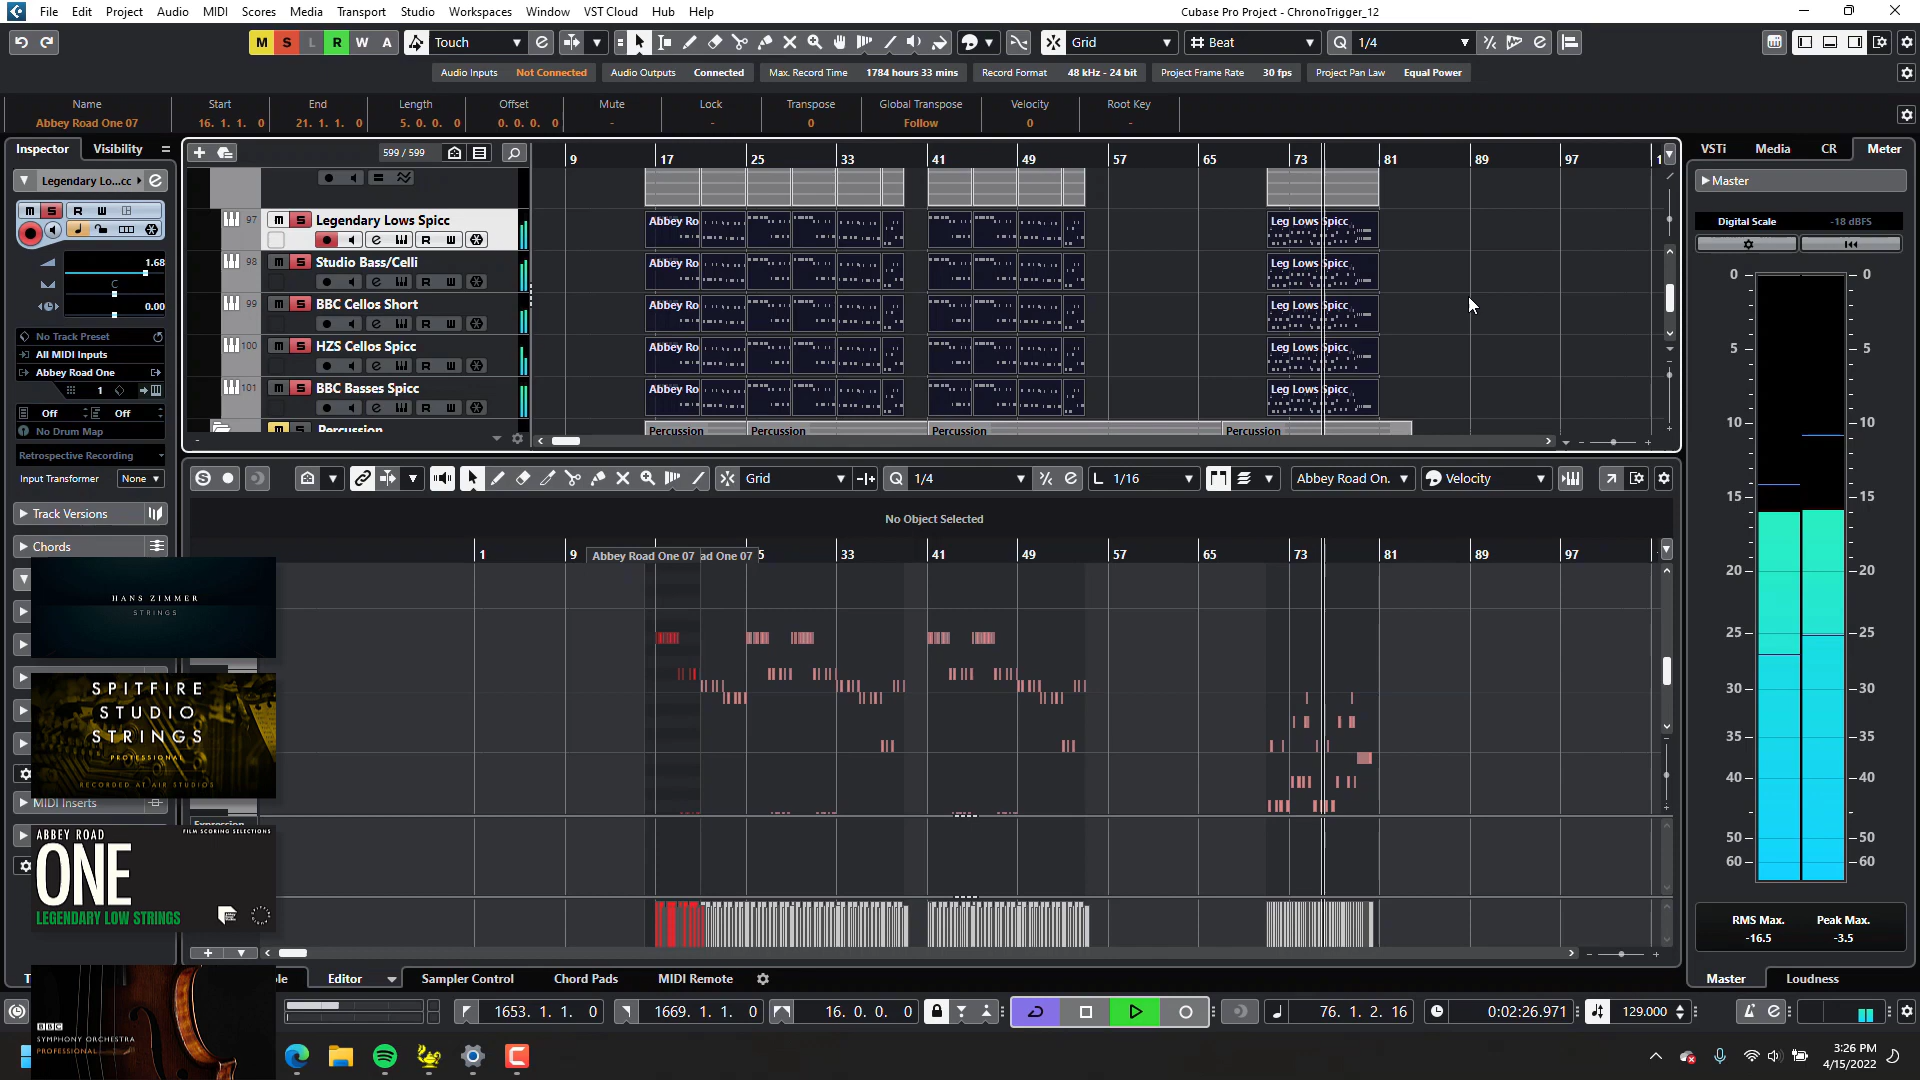 File Edit Project Audio MIDI Scores Media Transport Studio Workspaces Window VST Cloud Hub Help
Cubase Pro Project - ChronoTrigger_12
M S L R W A Touch Grid Beat Q 1/4
Audio Inputs Not Connected Audio Outputs Connected Max. Record Time 1784 hours 33 mins Record Format 48 kHz - 24 bit Project Frame Rate 30 fps Project Pan Law Equal Power
Name Start End Length Offset Mute Lock Transpose Global Transpose Velocity Root Key
Abbey Road One 07 16. 1. 1. 0 21. 1. 1. 0 5. 0. 0. 0 0. 0. 0. 0 - - 0 Follow 0 -
Inspector Visibility
599 / 599
9 17 25 33 41 49 57 65 73 81 89 97
VSTi Media CR Meter
Legendary Lo...cc
Master
Digital Scale -18 dBFS
97 Legendary Lows Spicc
Abbey Ro
Leg Lows Spicc
98 Studio Bass/Celli
Abbey Ro
Leg Lows Spicc
99 BBC Cellos Short
Abbey Ro
Leg Lows Spicc
100 HZS Cellos Spicc
Abbey Ro
Leg Lows Spicc
101 BBC Basses Spicc
Abbey Ro
Leg Lows Spicc
Percussion
Percussion Percussion Percussion Percussion
1.68
C
0.00
No Track Preset
All MIDI Inputs
Abbey Road One
1
Off Off
No Drum Map
Retrospective Recording
Input Transformer None
Track Versions
Chords
MIDI Inserts
Grid Q 1/4 L 1/16 Abbey Road On. Velocity
No Object Selected
1 9 Abbey Road One 07 ad One 07 5 33 41 49 57 65 73 81 89 97
HANS ZIMMER
STRINGS
SPITFIRE
STUDIO
STRINGS
PROFESSIONAL
RECORDED AT AIR STUDIOS
ABBEY ROAD
FILM SCORING SELECTIONS
ONE
LEGENDARY LOW STRINGS
BBC
SYMPHONY ORCHESTRA
PROFESSIONAL
0 0
5 5
10 10
15 15
20 20
25 25
30 30
35 35
40 40
50 50
60 60
RMS Max. Peak Max.
-16.5 -3.5
Master Loudness
Editor Sampler Control Chord Pads MIDI Remote
1653. 1. 1. 0 1669. 1. 1. 0 16. 0. 0. 0 76. 1. 2. 16 0:02:26.971 129.000
3:26 PM
4/15/2022